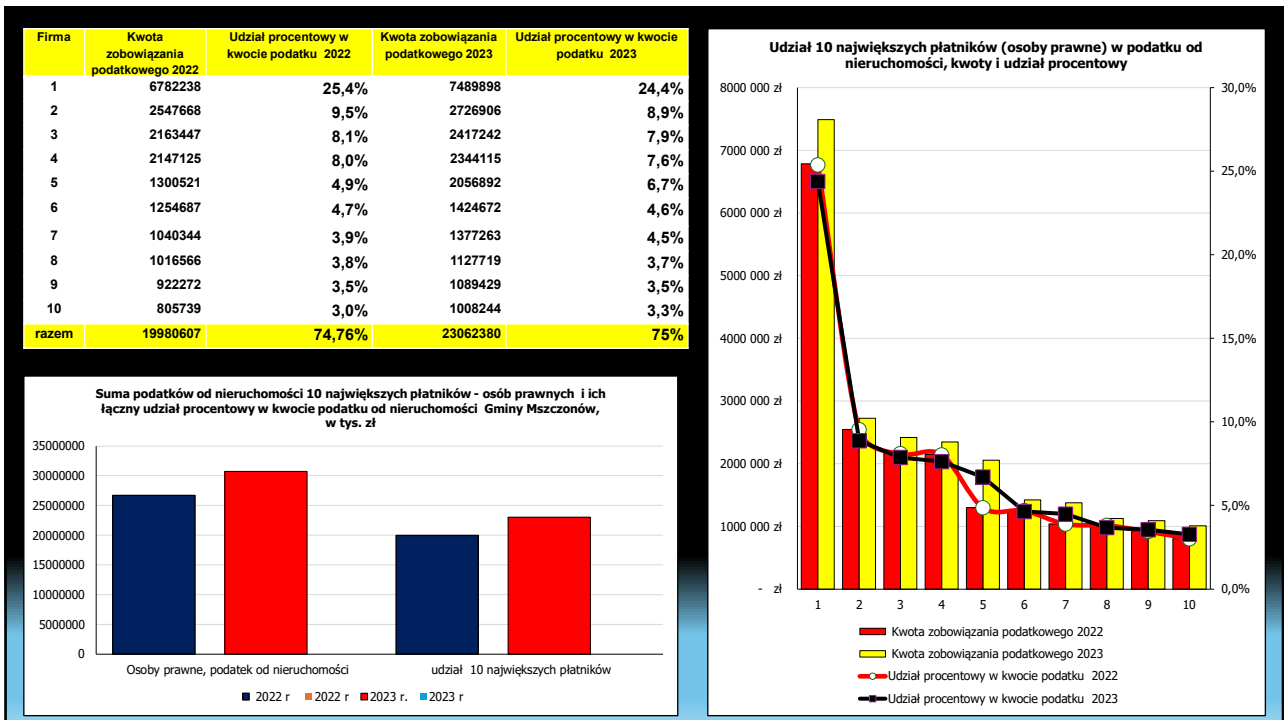 Firma Kwota zobowiązania podatkowego 2022 Udział procentowy w kwocie podatku 2022 Kwota zobowiązania podatkowego 2023 Udział procentowy w kwocie podatku 2023
1 6782238 25,4% 7489898 24,4%
2 2547668 9,5% 2726906 8,9%
3 2163447 8,1% 2417242 7,9%
4 2147125 8,0% 2344115 7,6%
5 1300521 4,9% 2056892 6,7%
6 1254687 4,7% 1424672 4,6%
7 1040344 3,9% 1377263 4,5%
8 1016566 3,8% 1127719 3,7%
9 922272 3,5% 1089429 3,5%
10 805739 3,0% 1008244 3,3%
razem 19980607 74,76% 23062380 75%
Suma podatków od nieruchomości 10 największych płatników - osób prawnych i ich
łączny udział procentowy w kwocie podatku od nieruchomości Gminy Mszczonów,
w tys. zł
35000000
30000000
25000000
20000000
15000000
10000000
5000000
0
Osoby prawne, podatek od nieruchomości udział 10 największych płatników
2022 r 2022 r 2023 r. 2023 r
Udział 10 największych płatników (osoby prawne) w podatku od
nieruchomości, kwoty i udział procentowy
8000 000 zł 30,0%
7000 000 zł
25,0%
6000 000 zł
20,0%
5000 000 zł
4000 000 zł
15,0%
3000 000 zł
10,0%
2000 000 zł
5,0%
1000 000 zł
- zł 0,0%
1 2 3 4 5 6 7 8 9 10
Kwota zobowiązania podatkowego 2022
Kwota zobowiązania podatkowego 2023
Udział procentowy w kwocie podatku 2022
Udział procentowy w kwocie podatku 2023